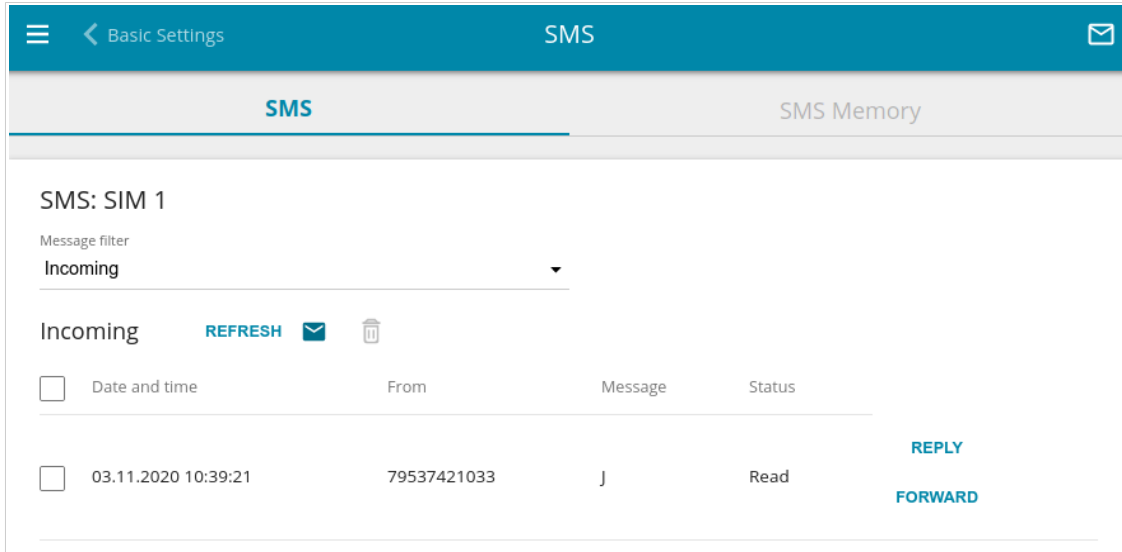 Basic Settings SMS
SMS SMS Memory
SMS: SIM 1
Message filter
Incoming
Incoming REFRESH
Date and time From Message Status
REPLY
03.11.2020 10:39:21 79537421033 J Read
FORWARD